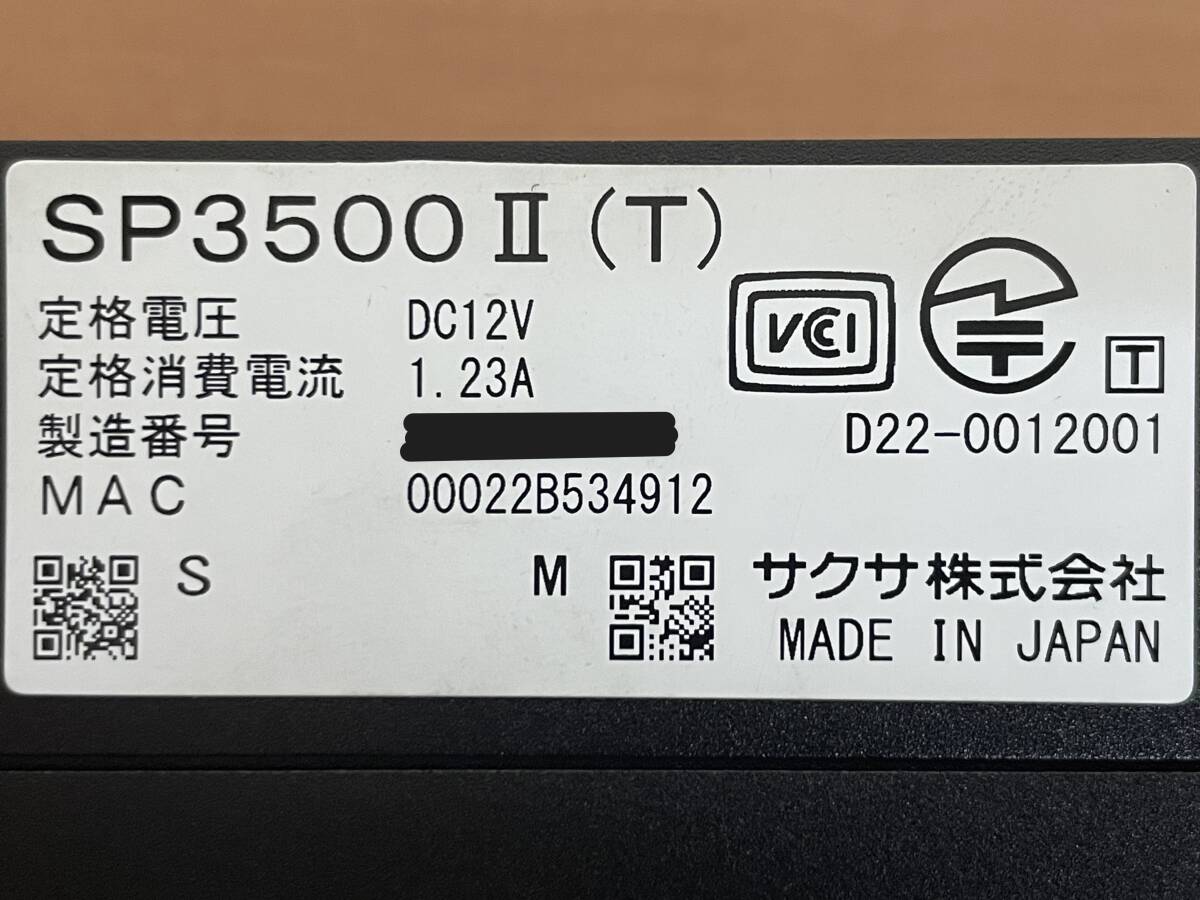 SP3500Ⅱ(T)
定格電圧 DC12V
定格消費電流 1.23A
製造番号
MAC 00022B534912
VCCI
T
D22-0012001
S M
サクサ株式会社
MADE IN JAPAN